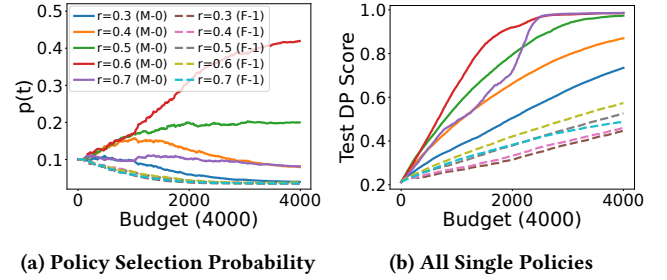 0.5
0.4
0.3
0.2
0.1
p(t)
r=0.3 (M-0) r=0.3 (F-1)
r=0.4 (M-0) r=0.4 (F-1)
r=0.5 (M-0) r=0.5 (F-1)
r=0.6 (M-0) r=0.6 (F-1)
r=0.7 (M-0) r=0.7 (F-1)
0 2000 4000
Budget (4000)
(a) Policy Selection Probability
1.0
0.8
0.6
0.4
0.2
Test DP Score
0 2000 4000
Budget (4000)
(b) All Single Policies